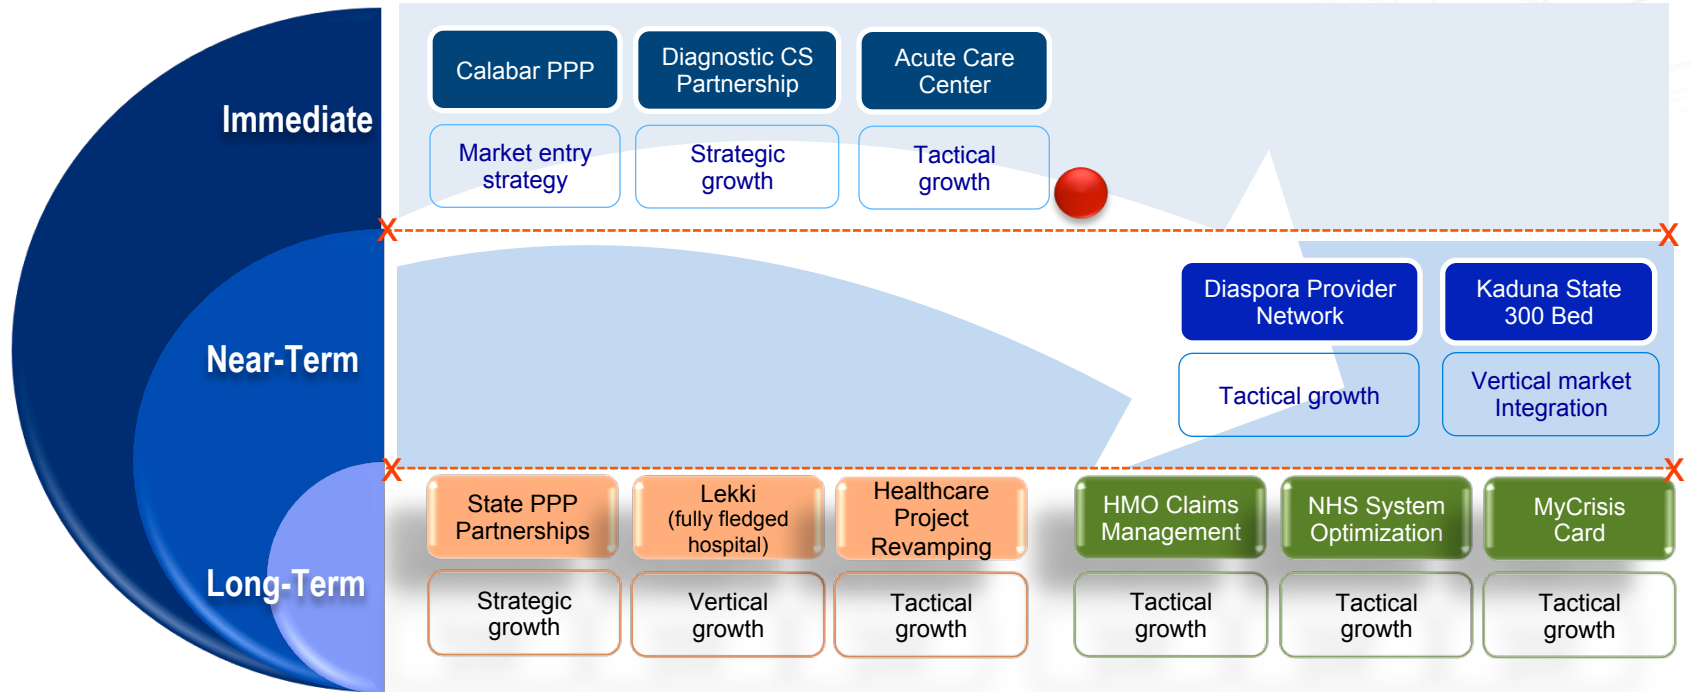 Immediate
Calabar PPP
Diagnostic CS
Partnership
Acute Care
Center
Market entry
strategy
Strategic
growth
Tactical
growth
X
X
Near-Term
Diaspora Provider
Network
Kaduna State
300 Bed
Tactical growth
Vertical market
Integration
X
X
Long-Term
State PPP
Partnerships
Lekki
(fully fledged
hospital)
Healthcare
Project
Revamping
HMO Claims
Management
NHS System
Optimization
MyCrisis
Card
Strategic
growth
Vertical
growth
Tactical
growth
Tactical
growth
Tactical
growth
Tactical
growth